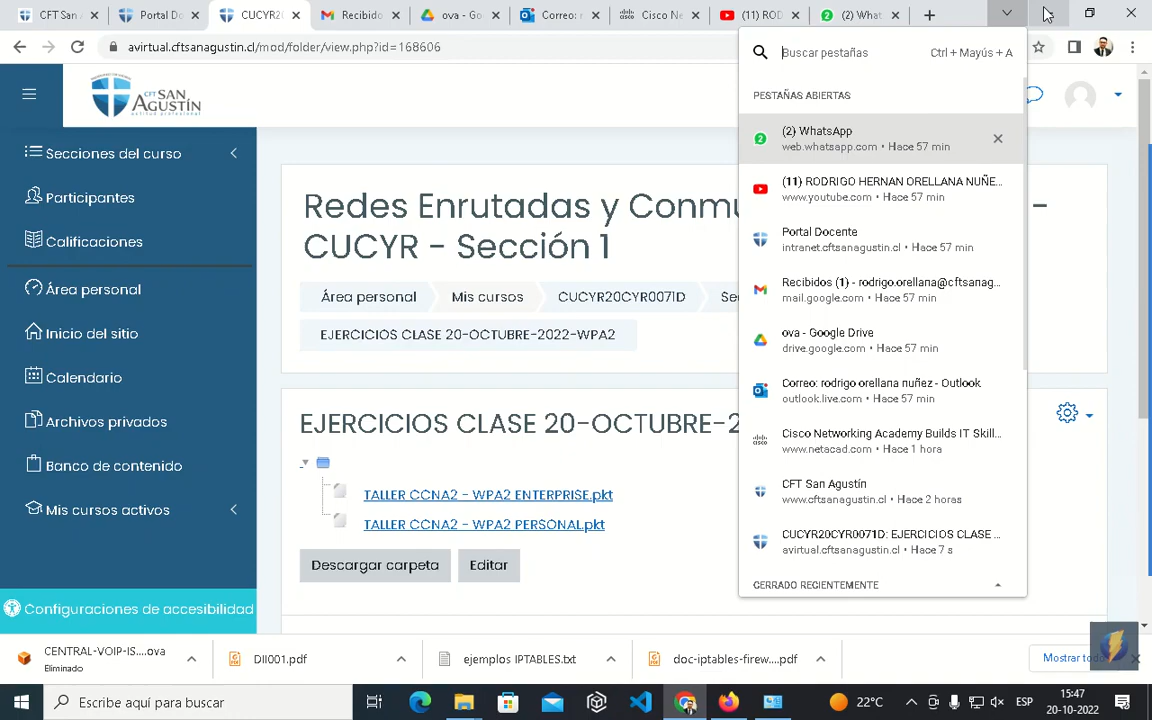 CFT San A
Portal Do
CUCYR2
Recibido
ova - Go
Correo: r
Cisco Ne
(11) ROD
(2) What
avirtual.cftsanagustin.cl/mod/folder/view.php?id=168606
Buscar pestañas
Ctrl + Mayús + A
PESTAÑAS ABIERTAS
(2) WhatsApp
web.whatsapp.com • Hace 57 min
(11) RODRIGO HERNAN ORELLANA NUÑE...
www.youtube.com • Hace 57 min
Portal Docente
intranet.cftsanagustin.cl • Hace 57 min
Recibidos (1) - rodrigo.orellana@cftsanag...
mail.google.com • Hace 57 min
ova - Google Drive
drive.google.com • Hace 57 min
Correo: rodrigo orellana nuñez - Outlook
outlook.live.com • Hace 57 min
Cisco Networking Academy Builds IT Skill...
www.netacad.com • Hace 1 hora
CFT San Agustín
www.cftsanagustin.cl • Hace 2 horas
CUCYR20CYR0071D: EJERCICIOS CLASE ...
avirtual.cftsanagustin.cl • Hace 7 s
CERRADO RECIENTEMENTE
CFT SAN
AGUSTÍN
actitud profesional
Secciones del curso
Participantes
Calificaciones
Área personal
Inicio del sitio
Calendario
Archivos privados
Banco de contenido
Mis cursos activos
Configuraciones de accesibilidad
Redes Enrutadas y Conmu
CUCYR - Sección 1
Área personal
Mis cursos
CUCYR20CYR0071D
Se
EJERCICIOS CLASE 20-OCTUBRE-2022-WPA2
EJERCICIOS CLASE 20-OCTUBRE-2
TALLER CCNA2 - WPA2 ENTERPRISE.pkt
TALLER CCNA2 - WPA2 PERSONAL.pkt
Descargar carpeta
Editar
CENTRAL-VOIP-IS....ova
Eliminado
DII001.pdf
ejemplos IPTABLES.txt
doc-iptables-firew....pdf
Mostrar todo
Escribe aquí para buscar
22°C
ESP
15:47
20-10-2022